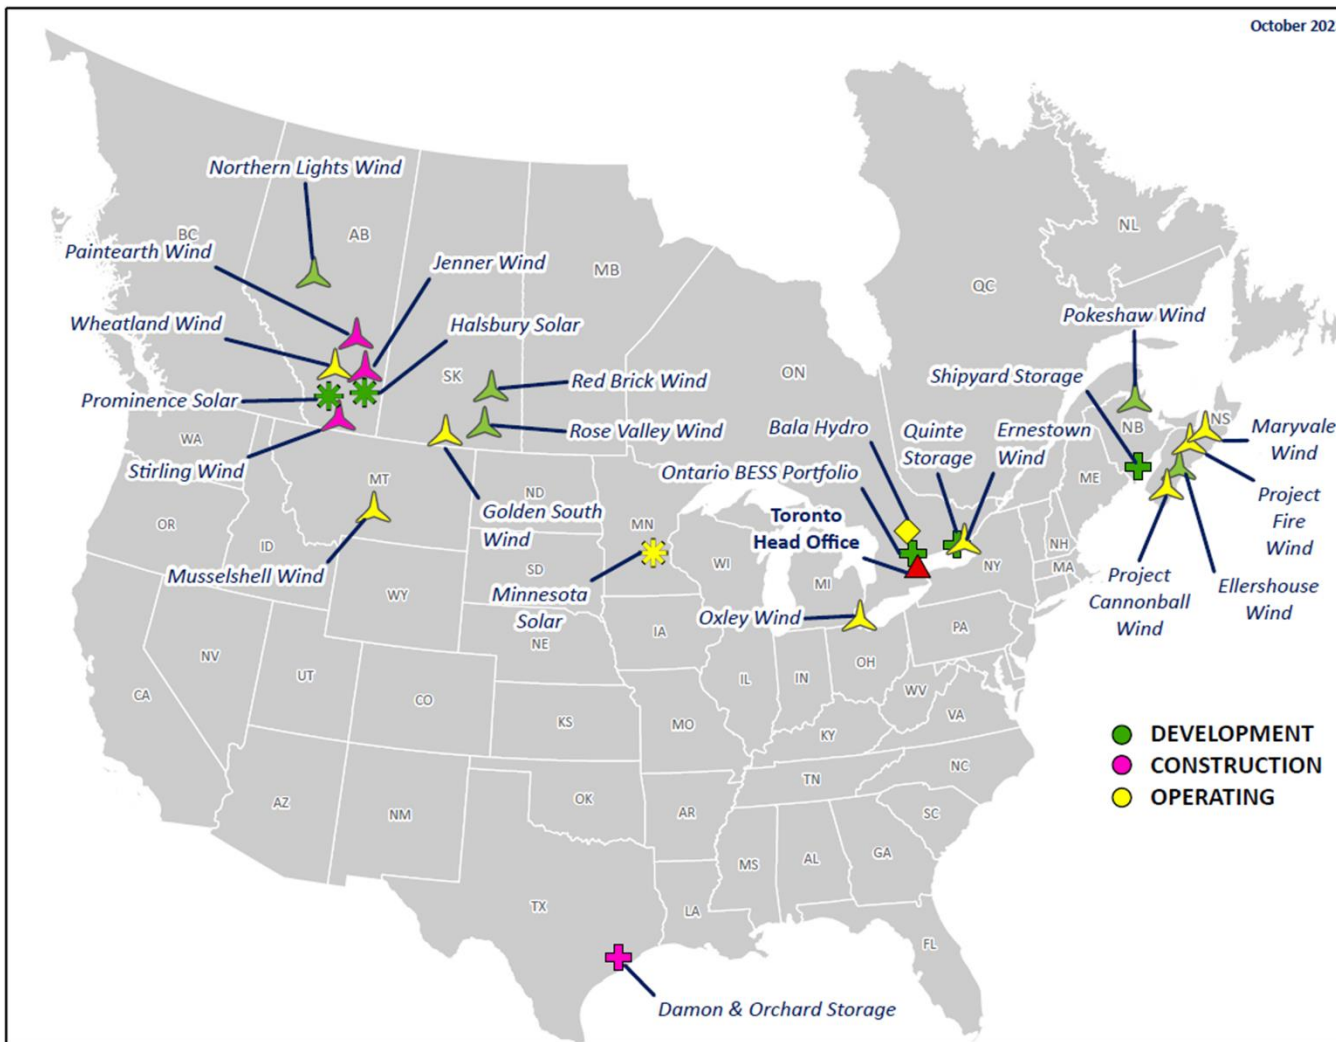 October 202
Northern Lights Wind
BC
AB
Paintearth Wind
Jenner Wind
MB
NL
QC
Wheatland Wind
Halsbury Solar
Pokeshaw Wind
SK
ON
Red Brick Wind
Shipyard Storage
Prominence Solar
Bala Hydro
Quinte
Storage
Ernestown
Wind
NB
NS
Maryvale
Wind
WA
Rose Valley Wind
Stirling Wind
Ontario BESS Portfolio
ME
MT
ND
Golden South
Wind
MN
Toronto
Head Office
Project
Fire
Wind
OR
ID
SD
WI
MI
NY
NH
MA
Musselshell Wind
Minnesota
Solar
Project
Cannonball
Wind
Ellershouse
Wind
WY
Oxley Wind
IA
PA
NE
NV
UT
OH
IL
IN
CA
CO
WV
VA
KS
MO
KY
DEVELOPMENT
CONSTRUCTION
OPERATING
NC
TN
AZ
NM
OK
AR
SC
MS
AL
GA
TX
LA
FL
Damon & Orchard Storage